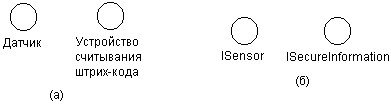 Датчик
Устройство
считывания
штрих-кода
(а)
ISensor
ISecureInformation
(б)